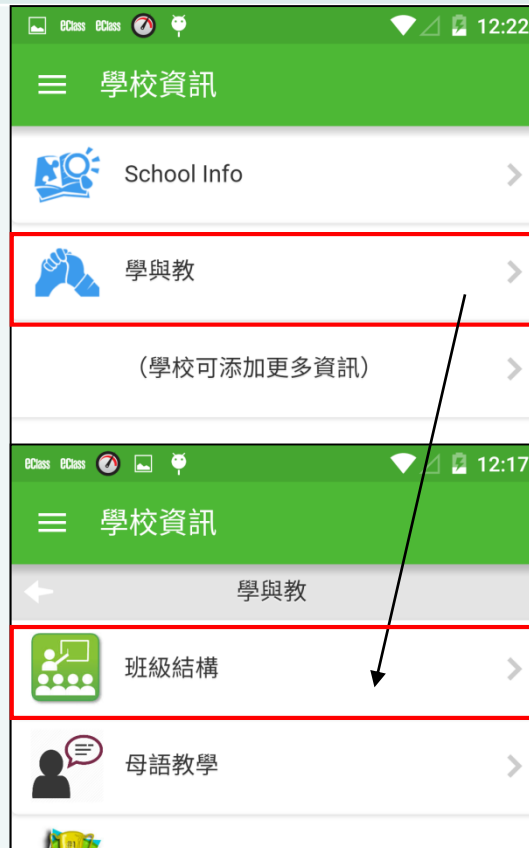 eClass eClass 12:22
學校資訊
School Info
學與教
（學校可添加更多資訊）
eClass eClass 12:17
學校資訊
學與教
班級結構
母語教學